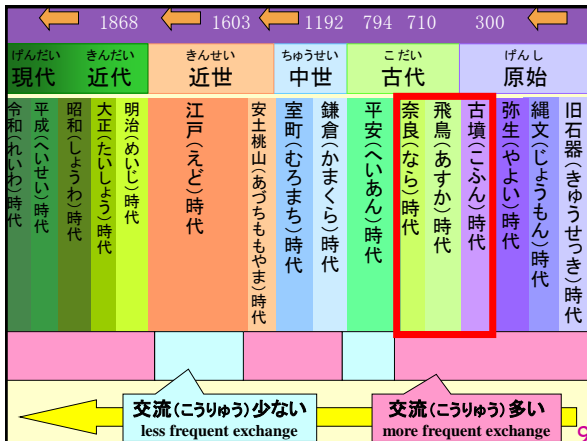 1868 1603 1192 794 710 300
げんだい きんだい きんせい ちゅうせい こだい げんし
現代 近代 近世 中世 古代 原始
旧石器(きゅうせっき)時代
縄文(じょうもん)時代
弥生(やよい)時代
古墳(こふん)時代
飛鳥(あすか)時代
奈良(なら)時代
平安(へいあん)時代
鎌倉(かまくら)時代
室町(むろまち)時代
安土桃山(あづちももやま)時代
江戸(えど)時代
明治(めいじ)時代
大正(たいしょう)時代
昭和(しょうわ)時代
平成(へいせい)時代
令和(れいわ)時代
交流(こうりゅう)少ない
less frequent exchange
交流(こうりゅう)多い
more frequent exchange
9